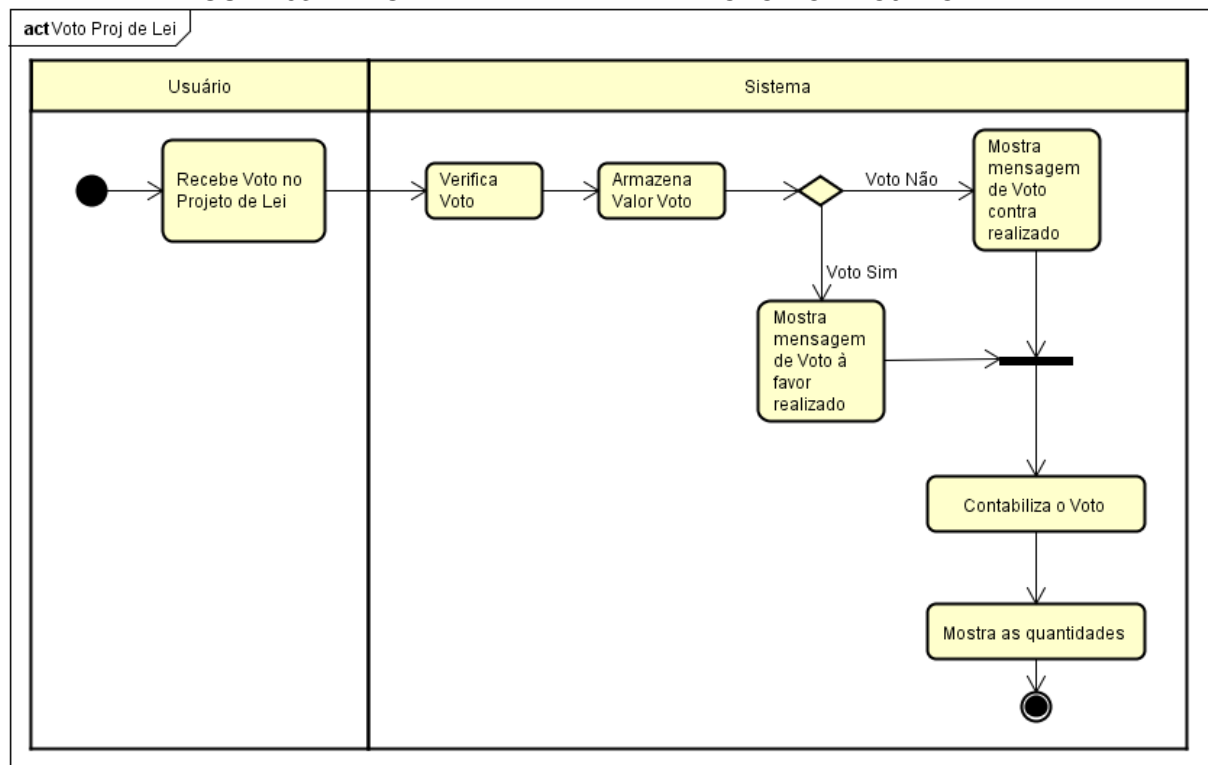 act Voto Proj de Lei
Usuário
Sistema
Recebe Voto no
Projeto de Lei
Verifica
Voto
Armazena
Valor Voto
Voto Não
Mostra
mensagem
de Voto
contra
realizado
Voto Sim
Mostra
mensagem
de Voto à
favor
realizado
Contabiliza o Voto
Mostra as quantidades